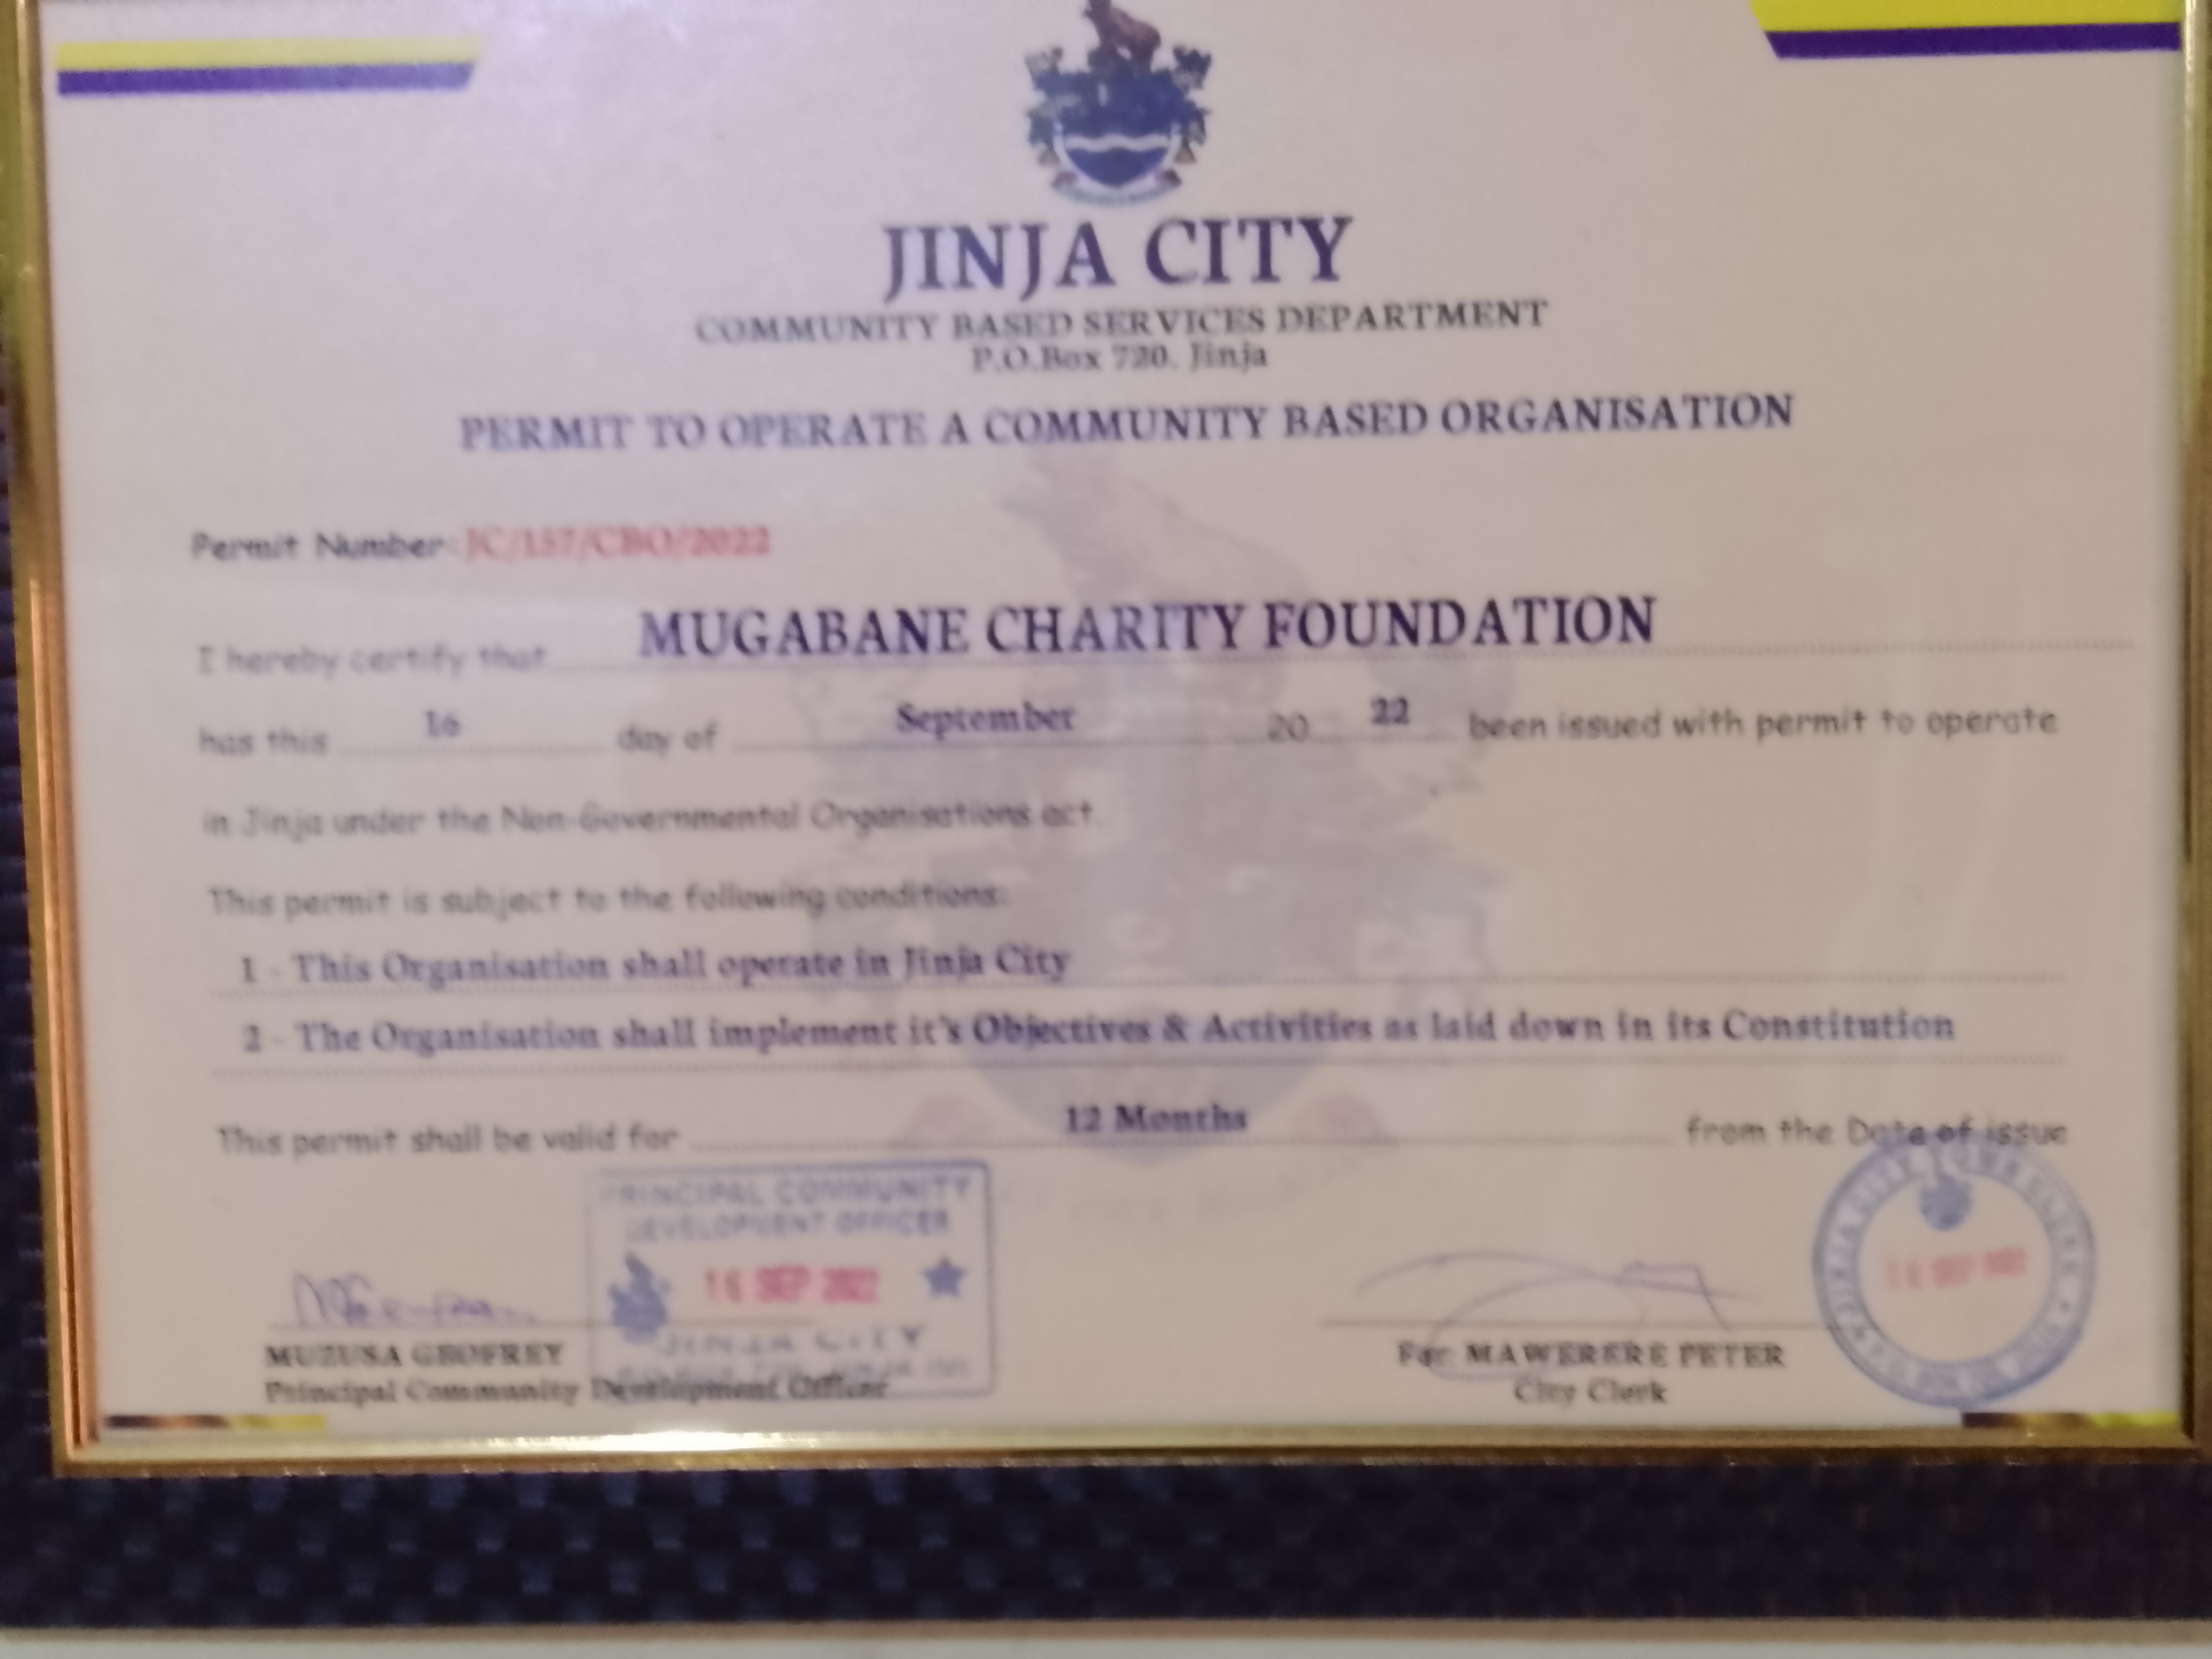 JINJA CITY
COMMUNITY BASED SERVICES DEPARTMENT
P.O.Box 720, Jinja
PERMIT TO OPERATE A COMMUNITY BASED ORGANISATION
Permit Number: JC/157/CBO/2022
I hereby certify that MUGABANE CHARITY FOUNDATION
has this 16 day of September 20 22 been issued with permit to operate
in Jinja under the Non-Governmental Organisations act.
This permit is subject to the following conditions:
1 - This Organisation shall operate in Jinja City
2 - The Organisation shall implement it's Objectives & Activities as laid down in its Constitution
This permit shall be valid for 12 Months from the Date of issue
PRINCIPAL COMMUNITY
DEVELOPMENT OFFICER
16 SEP 2022
JINJA CITY
MUZUSA GEOFREY
Principal Community Development Officer
For MAWERERE PETER
City Clerk
JINJA CITY
16 SEP 2022